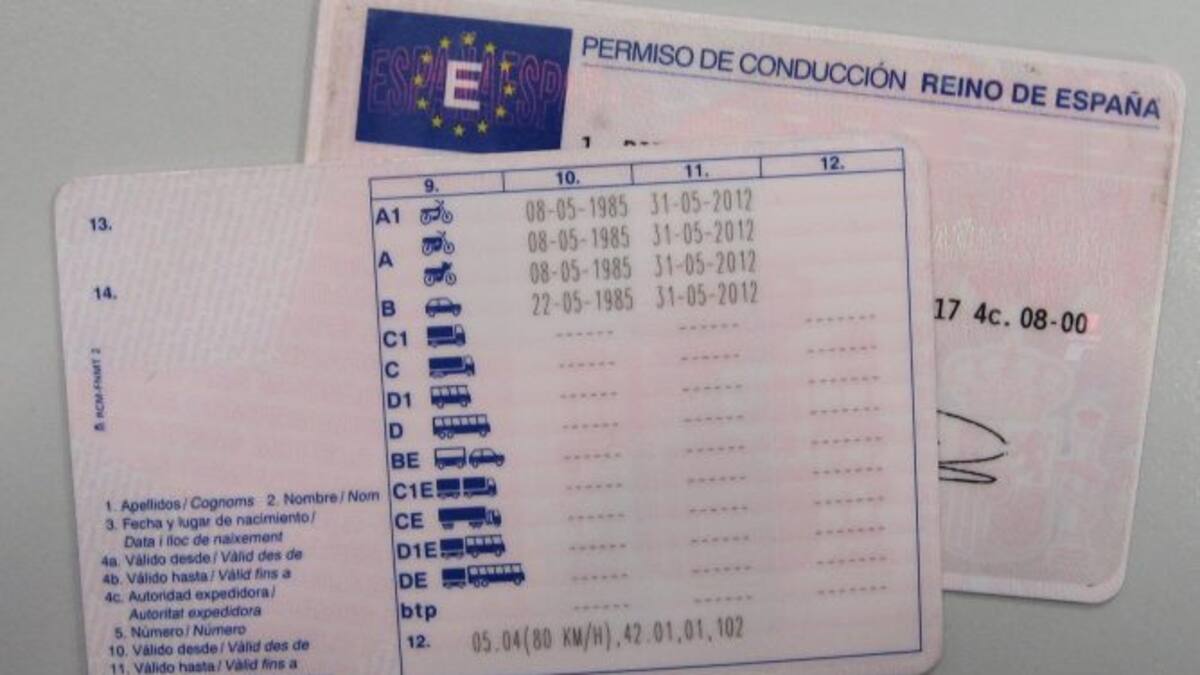 E
PERMISO DE CONDUCCIÓN REINO DE ESPAÑA
1
17 4c. 08-00
9. 10. 11. 12.
13.
A1 08-05-1985 31-05-2012
A 08-05-1985 31-05-2012
08-05-1985 31-05-2012
14.
B 22-05-1985 31-05-2012
C1 ------ ------ ------
C ------ ------ ------
D1 ------ ------ ------
D ------ ------ ------
BE ------ ------ ------
C1E ------ ------ ------
CE ------ ------ ------
D1E ------ ------ ------
DE ------ ------ ------
btp ------ ------ ------
12. 05.04(80 KM/H),42.01,01,102
RCM-FNMT 2
1. Apellidos / Cognoms 2. Nombre / Nom
3. Fecha y lugar de nacimiento /
Data i lloc de naixement
4a. Válido desde / Vàlid des de
4b. Válido hasta / Vàlid fins a
4c. Autoridad expedidora /
Autoritat expedidora
5. Número / Número
10. Válido desde / Vàlid des de
11. Válido hasta / Vàlid fins a